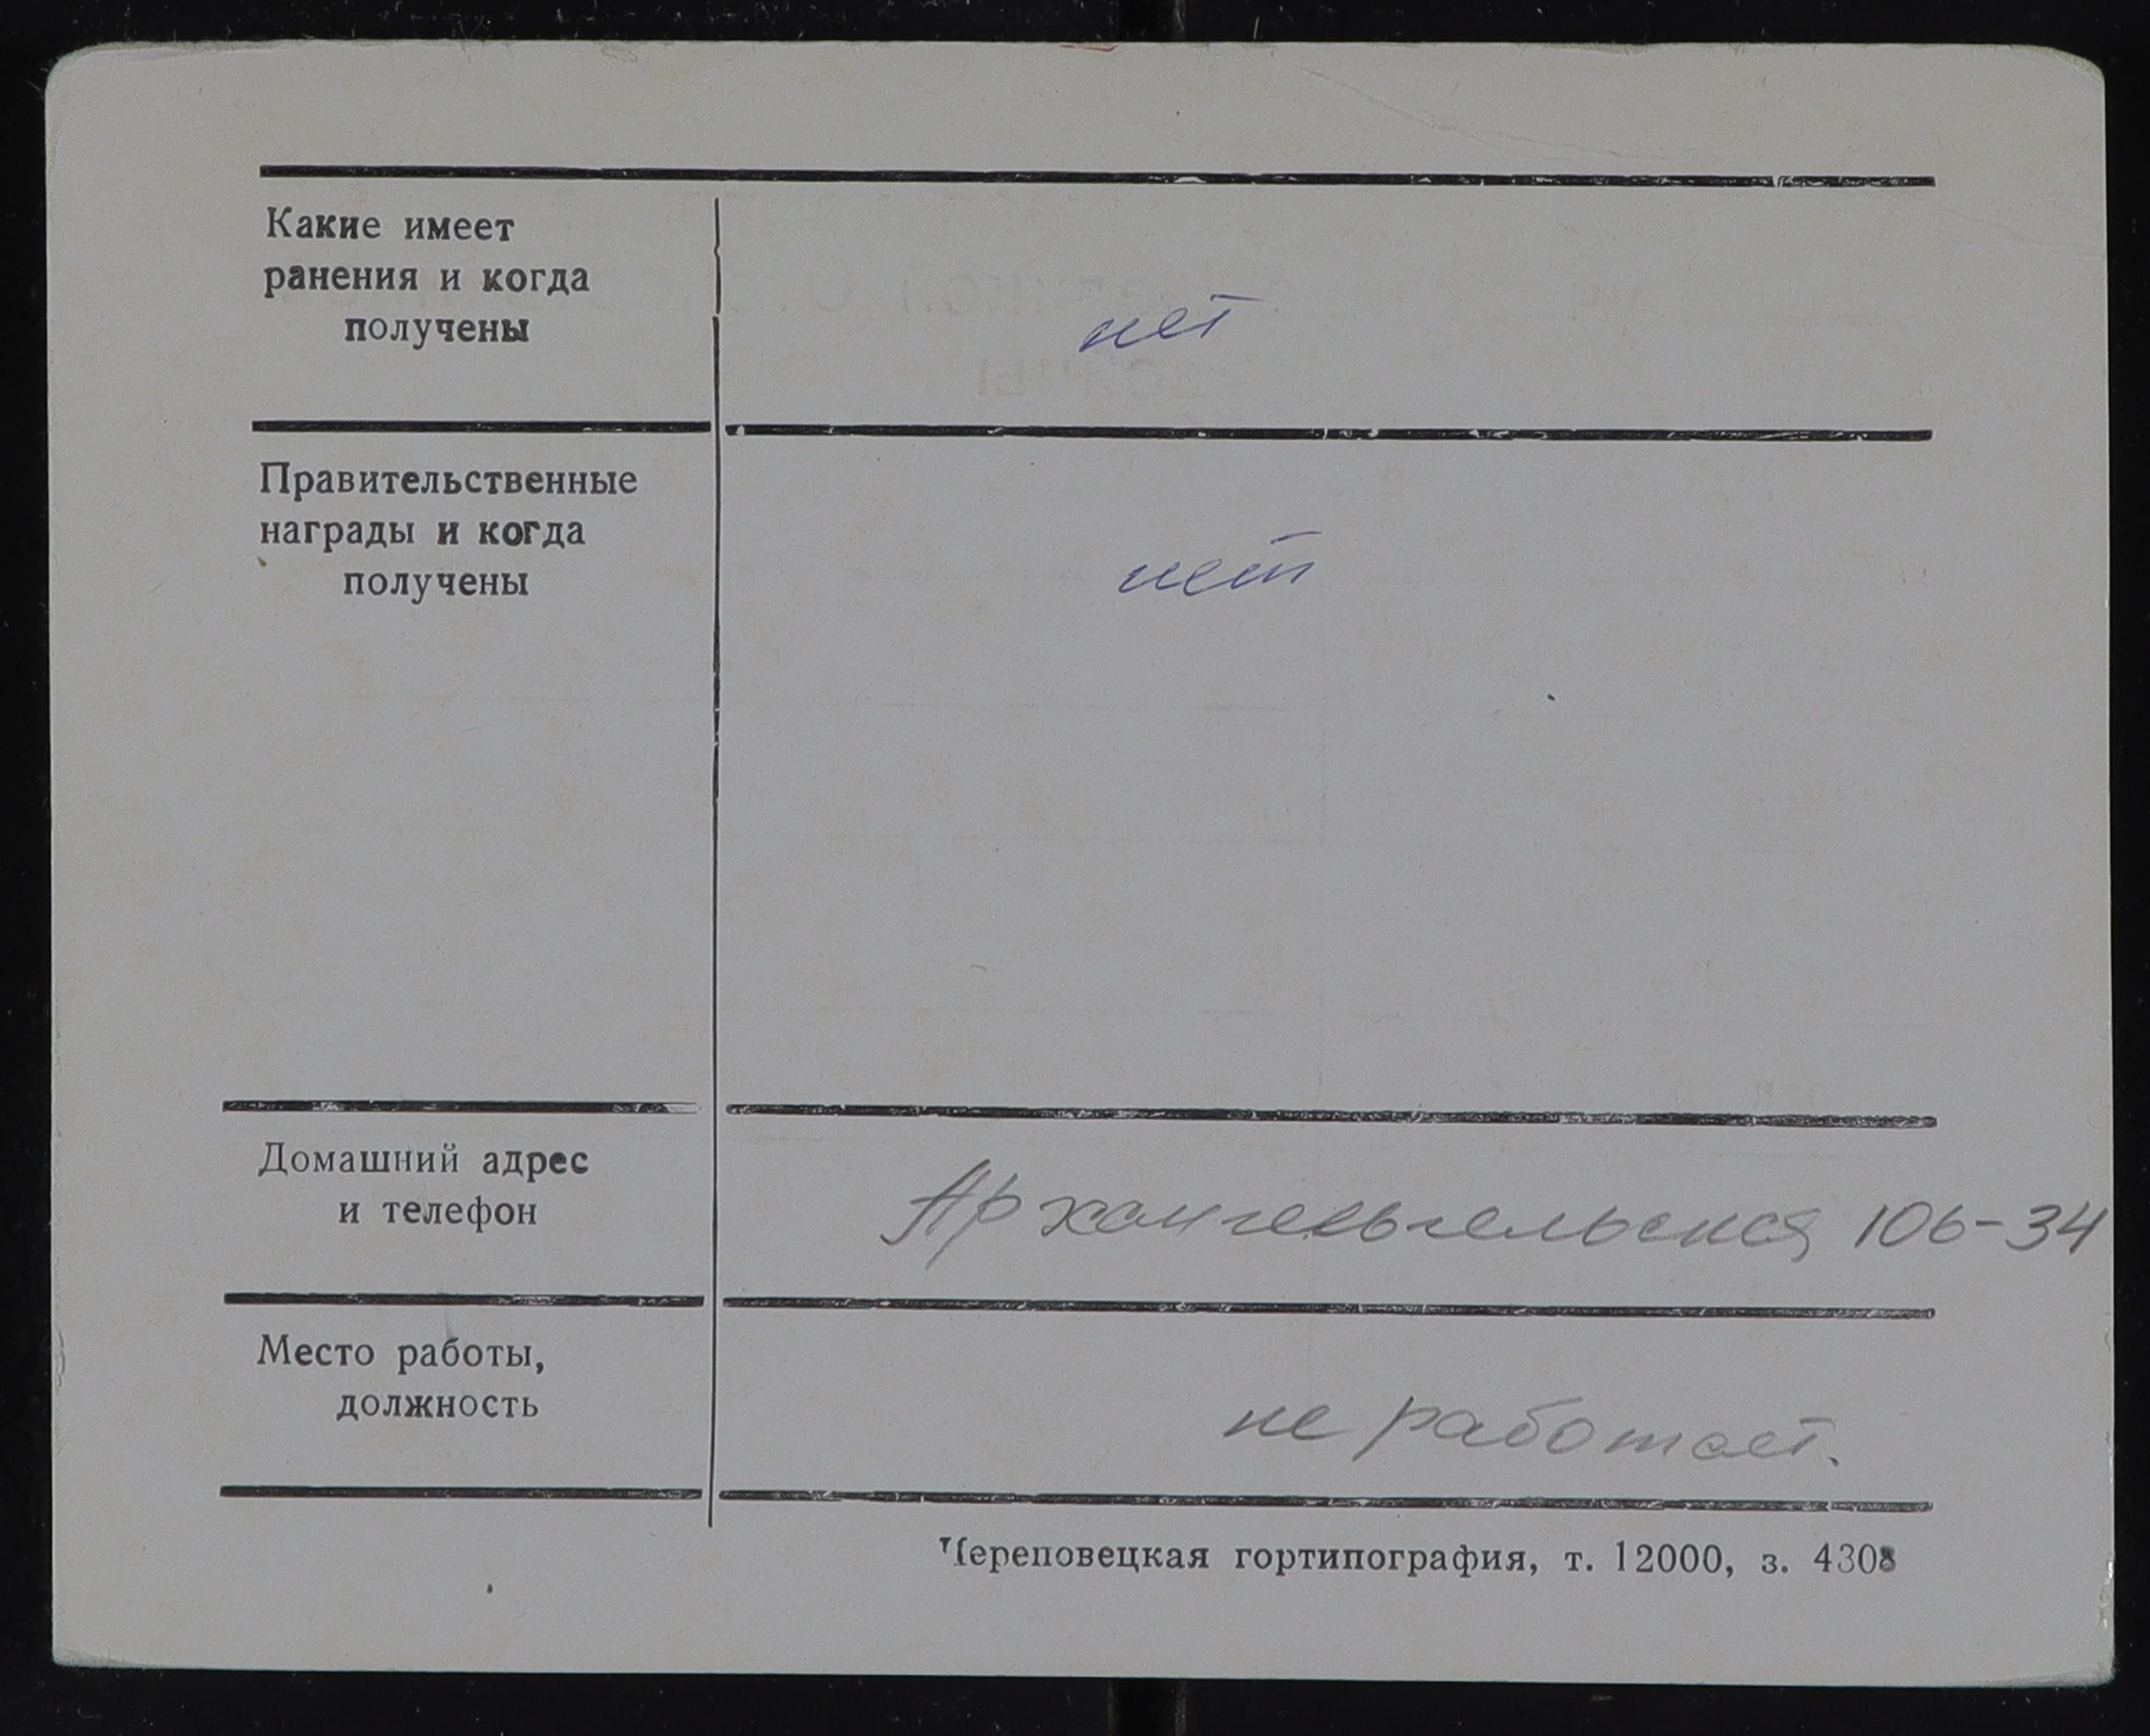 Какие имеет
ранения и когда
получены
нет
Правительственные
награды и когда
получены
нет
Домашний адрес
и телефон
Архангельгельская 106-34
Место работы,
должность
не работает.
Череповецкая гортипография, т. 12000, з. 4308